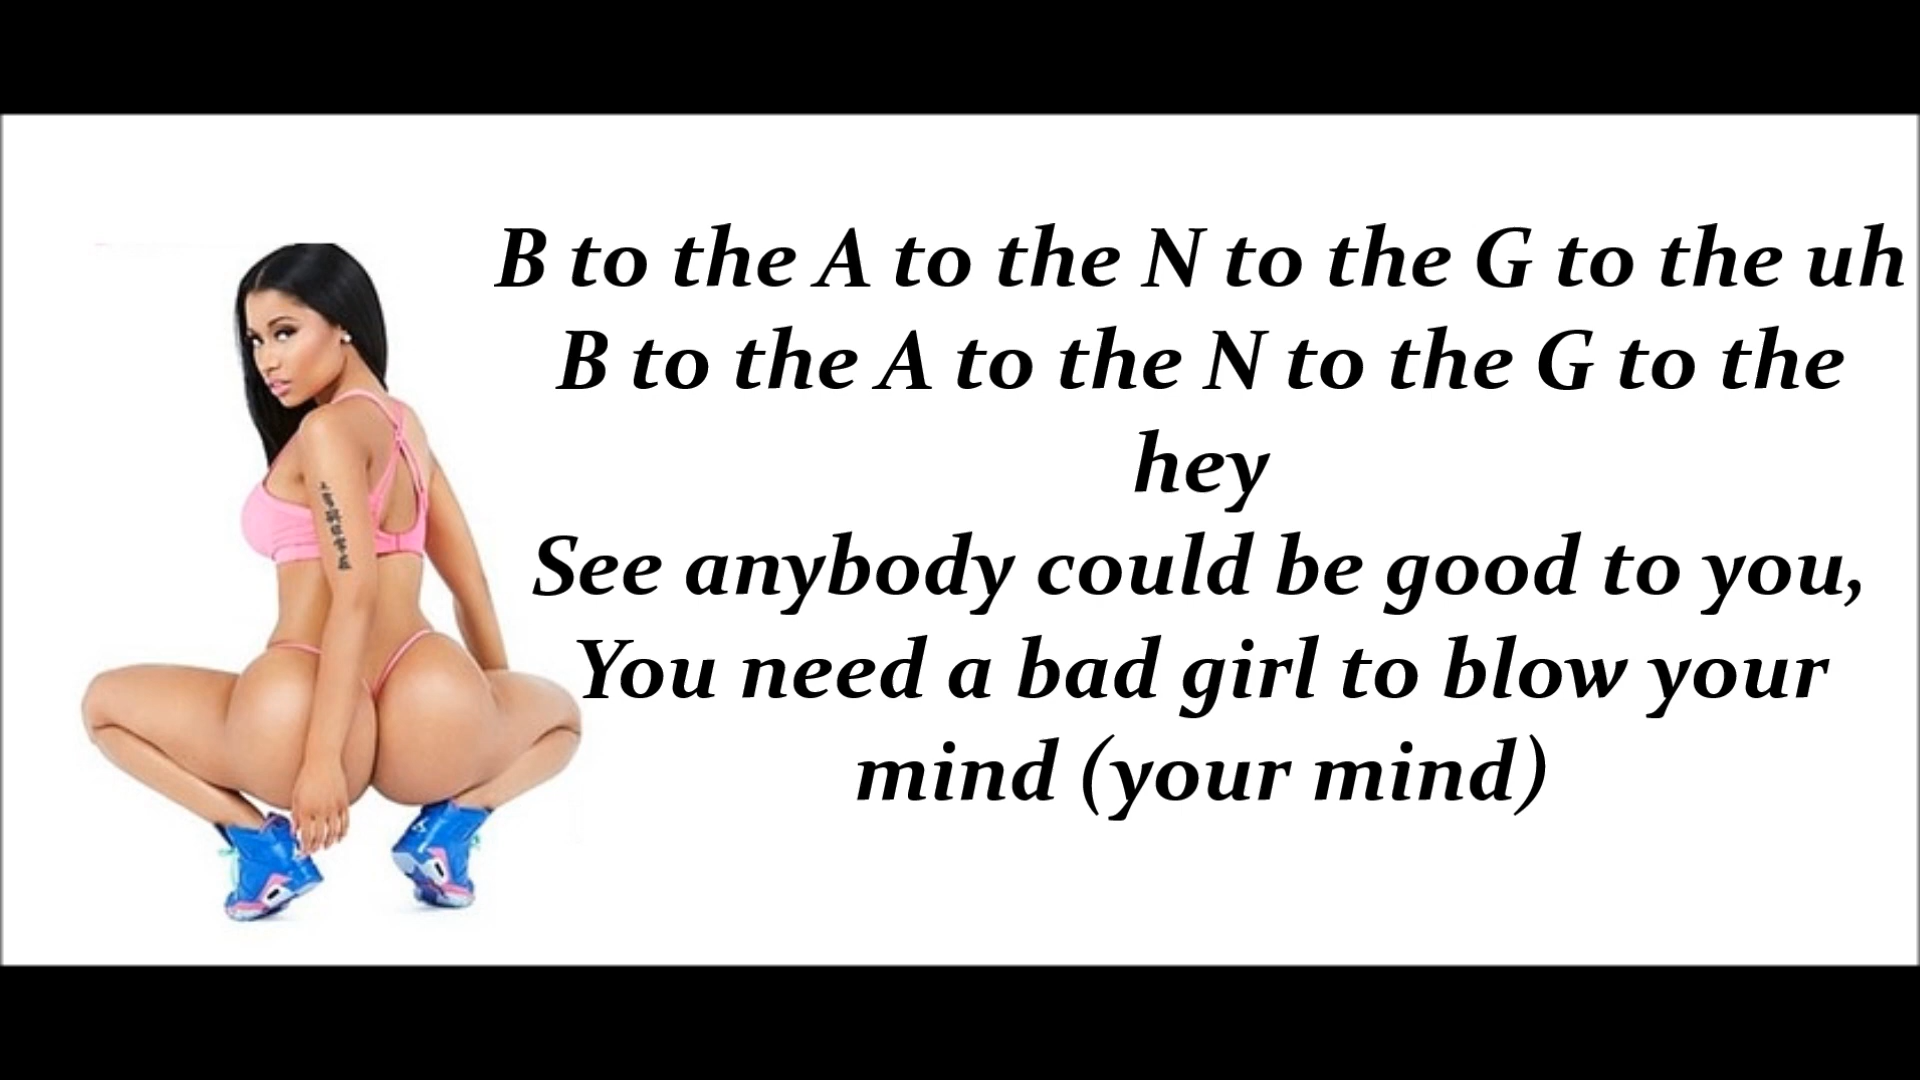 B to the A to the N to the G to the uh
B to the A to the N to the G to the
hey
See anybody could be good to you,
You need a bad girl to blow your
mind (your mind)